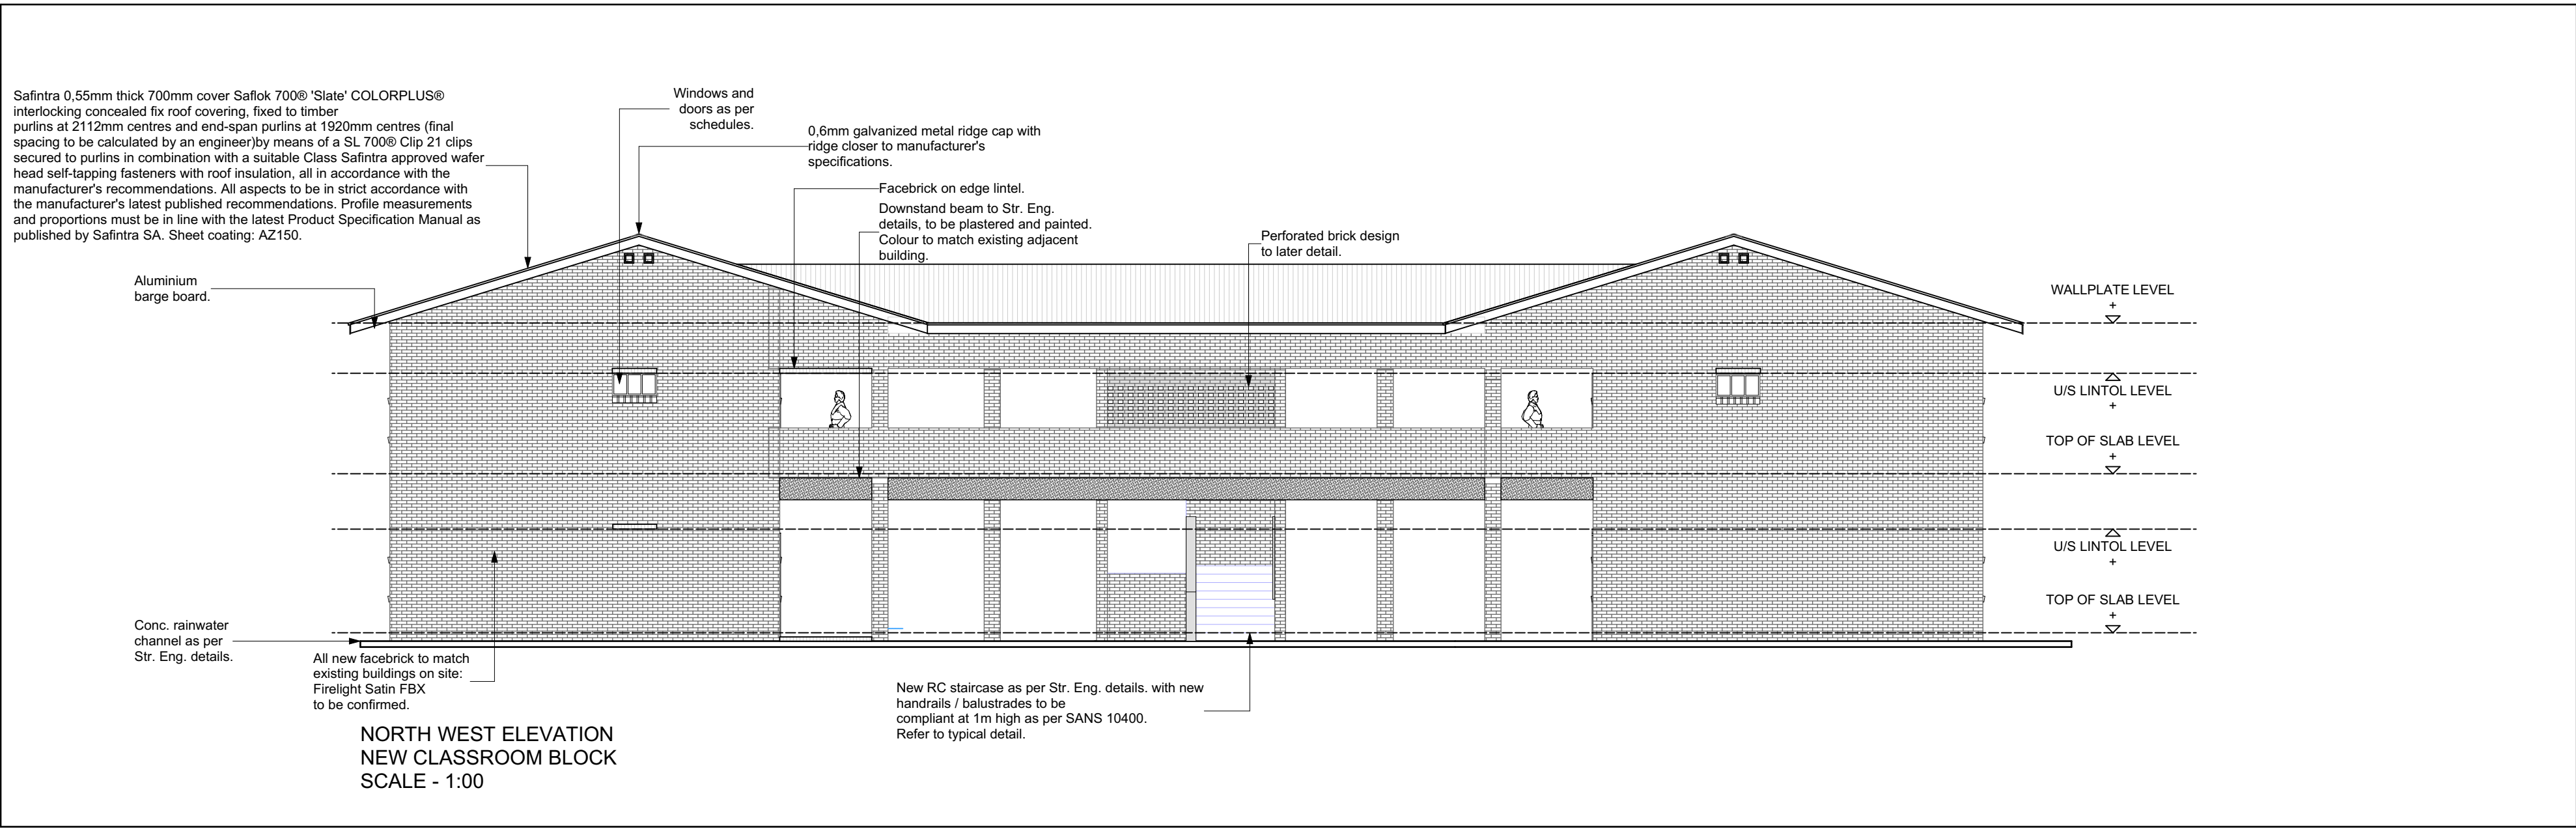 Safintra 0,55mm thick 700mm cover Saflok 700® 'Slate' COLORPLUS®
interlocking concealed fix roof covering, fixed to timber
purlins at 2112mm centres and end-span purlins at 1920mm centres (final
spacing to be calculated by an engineer)by means of a SL 700® Clip 21 clips
secured to purlins in combination with a suitable Class Safintra approved wafer
head self-tapping fasteners with roof insulation, all in accordance with the
manufacturer's recommendations. All aspects to be in strict accordance with
the manufacturer's latest published recommendations. Profile measurements
and proportions must be in line with the latest Product Specification Manual as
published by Safintra SA. Sheet coating: AZ150.
Windows and
doors as per
schedules.
0,6mm galvanized metal ridge cap with
ridge closer to manufacturer's
specifications.
Facebrick on edge lintel.
Downstand beam to Str. Eng.
details, to be plastered and painted.
Colour to match existing adjacent
building.
Perforated brick design
to later detail.
Aluminium
barge board.
WALLPLATE LEVEL
+
U/S LINTOL LEVEL
+
TOP OF SLAB LEVEL
+
U/S LINTOL LEVEL
+
TOP OF SLAB LEVEL
+
Conc. rainwater
channel as per
Str. Eng. details.
All new facebrick to match
existing buildings on site:
Firelight Satin FBX
to be confirmed.
New RC staircase as per Str. Eng. details. with new
handrails / balustrades to be
compliant at 1m high as per SANS 10400.
Refer to typical detail.
NORTH WEST ELEVATION
NEW CLASSROOM BLOCK
SCALE - 1:00